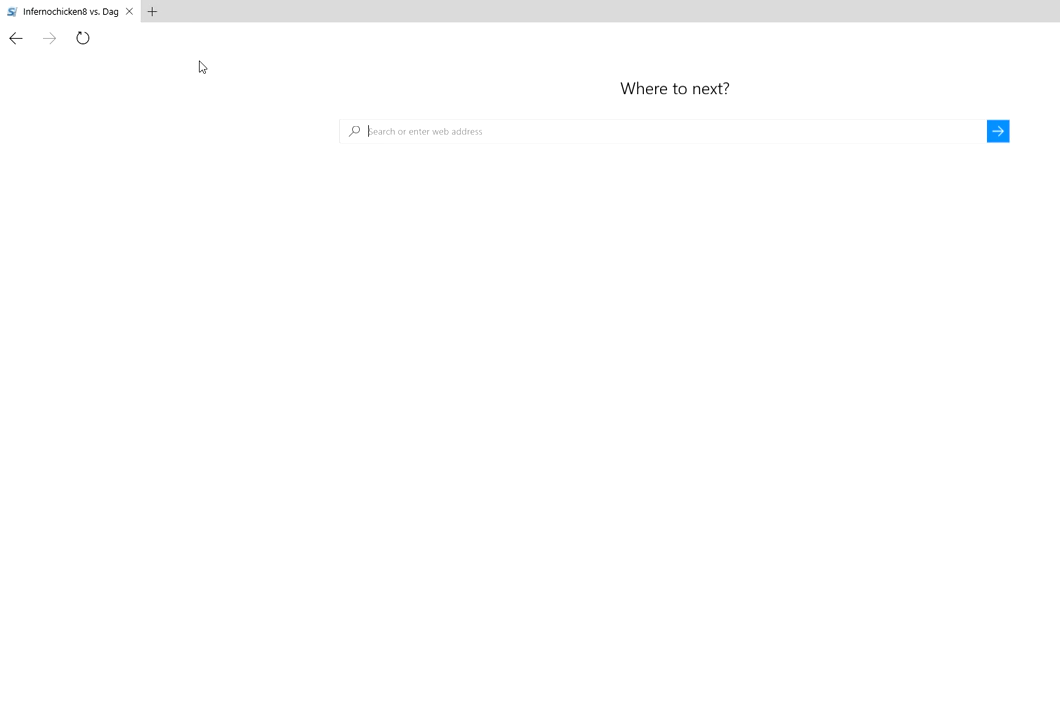 Infernochicken8 vs. Dag
Where to next?
Search or enter web address